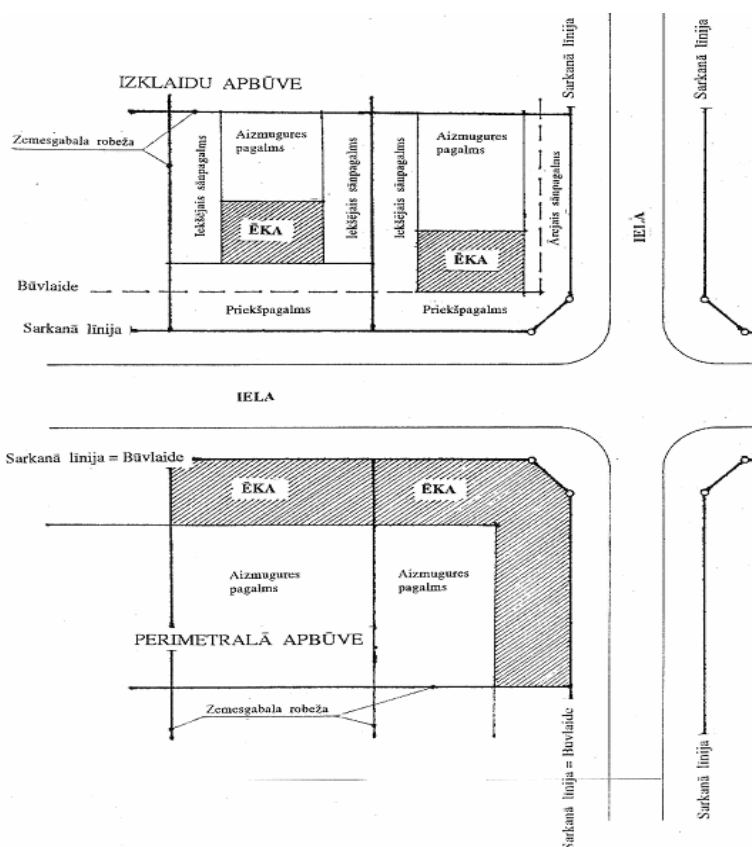 Sarkanā līnija
Sarkanā līnija
IZKLAIDU APBŪVE
Zemesgabala robeža
Iekšējais sānpagalms
Aizmugures
pagalms
Iekšējais sānpagalms
Iekšējais sānpagalms
Aizmugures
pagalms
Ārejais sānpagalms
IELA
ĒKA
ĒKA
Būvlaide
Priekšpagalms
Priekšpagalms
Sarkanā līnija
IELA
Sarkanā līnija = Būvlaide
ĒKA
ĒKA
Aizmugures
pagalms
Aizmugures
pagalms
PERIMETRALĀ APBŪVE
Zemesgabala robeža
Sarkanā līnija = Būvlaide
Sarkanā līnija